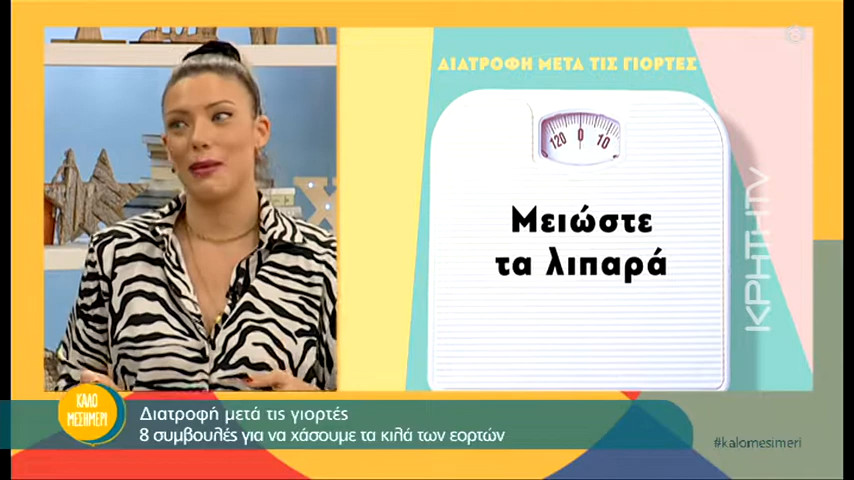 ΔΙΑΤΡΟΦΗ ΜΕΤΑ ΤΙΣ ΓΙΟΡΤΕΣ
120 0 10
Μειώστε
τα λιπαρά
ΚΡΗΤΗ TV
ΚΑΛΟ
ΜΕΣΗΜΕΡΙ
Διατροφή μετά τις γιορτές
8 συμβουλές για να χάσουμε τα κιλά των εορτών
#kalomesimeri